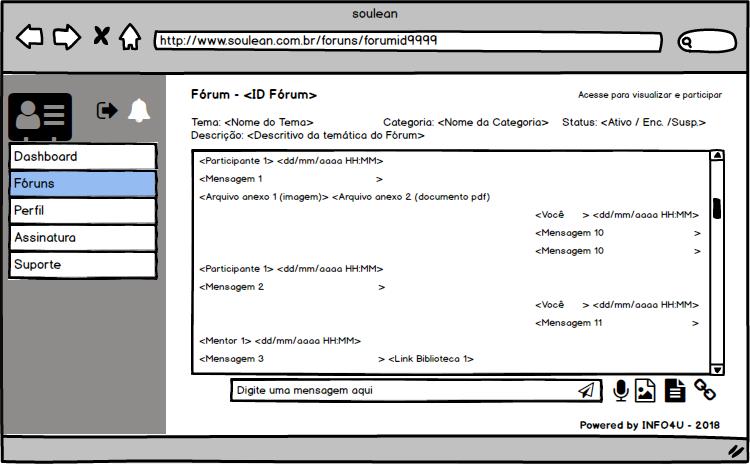 soulean
http://www.soulean.com.br/foruns/forumid9999
Dashboard
Fóruns
Perfil
Assinatura
Suporte
Fórum - <ID Fórum>
Acesse para visualizar e participar
Tema: <Nome do Tema> Categoria: <Nome da Categoria> Status: <Ativo / Enc. /Susp.>
Descrição: <Descritivo da temática do Fórum>
<Participante 1> <dd/mm/aaaa HH:MM>
<Mensagem 1 >
<Arquivo anexo 1 (imagem)> <Arquivo anexo 2 (documento pdf)
<Você > <dd/mm/aaaa HH:MM>
<Mensagem 10 >
<Mensagem 10 >
<Participante 1> <dd/mm/aaaa HH:MM>
<Mensagem 2 >
<Você > <dd/mm/aaaa HH:MM>
<Mensagem 11 >
<Mentor 1> <dd/mm/aaaa HH:MM>
<Mensagem 3 > <Link Biblioteca 1>
Digite uma mensagem aqui
Powered by INFO4U - 2018